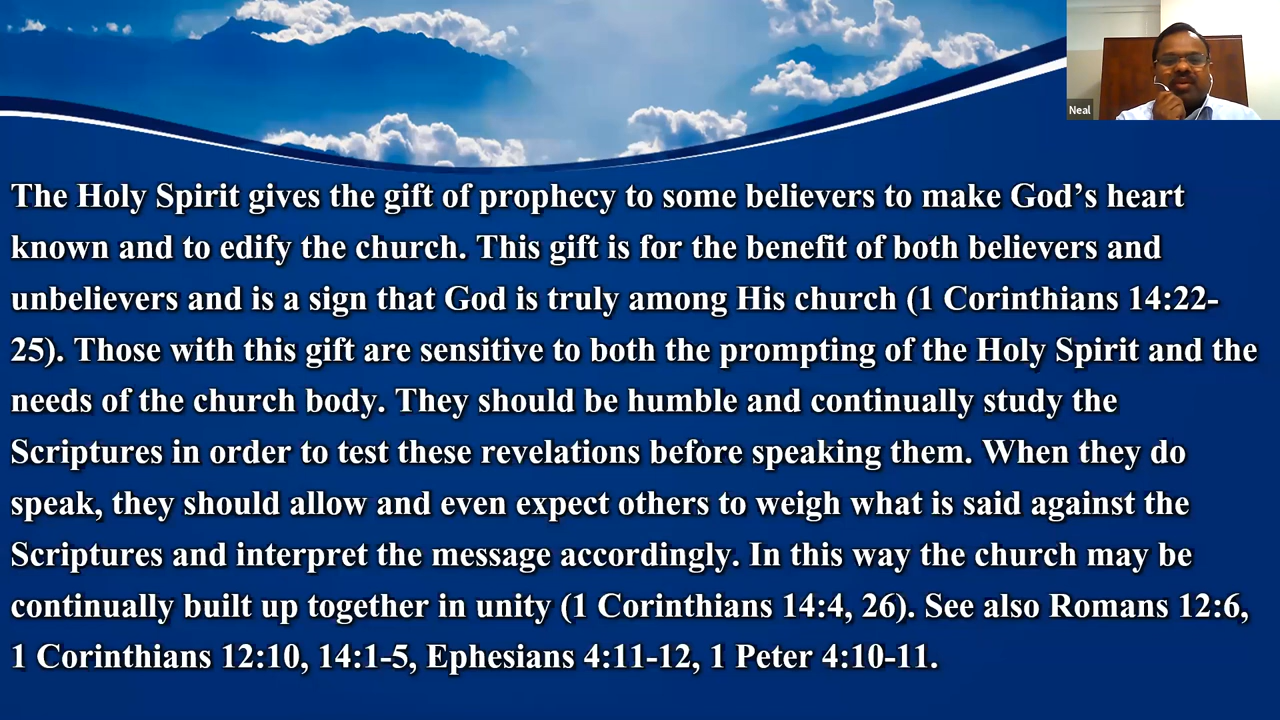 Neal
The Holy Spirit gives the gift of prophecy to some believers to make God’s heart
known and to edify the church. This gift is for the benefit of both believers and
unbelievers and is a sign that God is truly among His church (1 Corinthians 14:22-
25). Those with this gift are sensitive to both the prompting of the Holy Spirit and the
needs of the church body. They should be humble and continually study the
Scriptures in order to test these revelations before speaking them. When they do
speak, they should allow and even expect others to weigh what is said against the
Scriptures and interpret the message accordingly. In this way the church may be
continually built up together in unity (1 Corinthians 14:4, 26). See also Romans 12:6,
1 Corinthians 12:10, 14:1-5, Ephesians 4:11-12, 1 Peter 4:10-11.